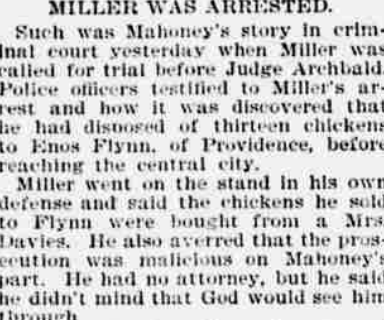 MILLER WAS ARRESTED.
Such was Mahoney's story in crim-
inal court yesterday when Miller was
called for trial before Judge Archbald.
Police officers testified to Miller's ar-
rest and how it was discovered that
he had disposed of thirteen chickens
to Enos Flynn, of Providence, before
reaching the central city.
Miller went on the stand in his own
defense and said the chickens he sold
to Flynn were bought from a Mrs.
Davies. He also averred that the pros-
ecution was malicious on Mahoney's
part. He had no attorney, but he said
he didn't mind that God would see him
through